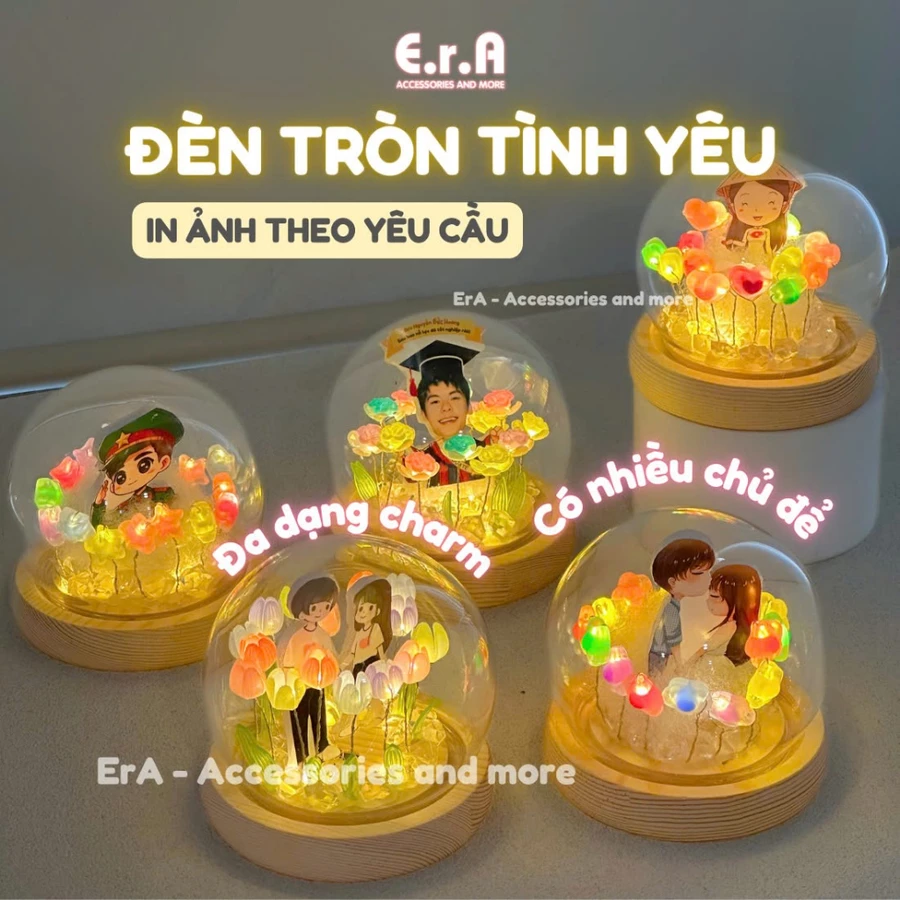 E.r.A
ACCESSORIES AND MORE
ĐÈN TRÒN TÌNH YÊU
IN ẢNH THEO YÊU CẦU
ErA - Accessories and more
Đa dạng charm
Có nhiều chủ để
ErA - Accessories and more